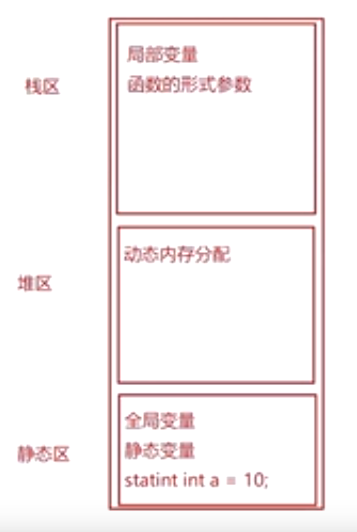 栈区
局部变量
函数的形式参数
堆区
动态内存分配
静态区
全局变量
静态变量
statint int a = 10;